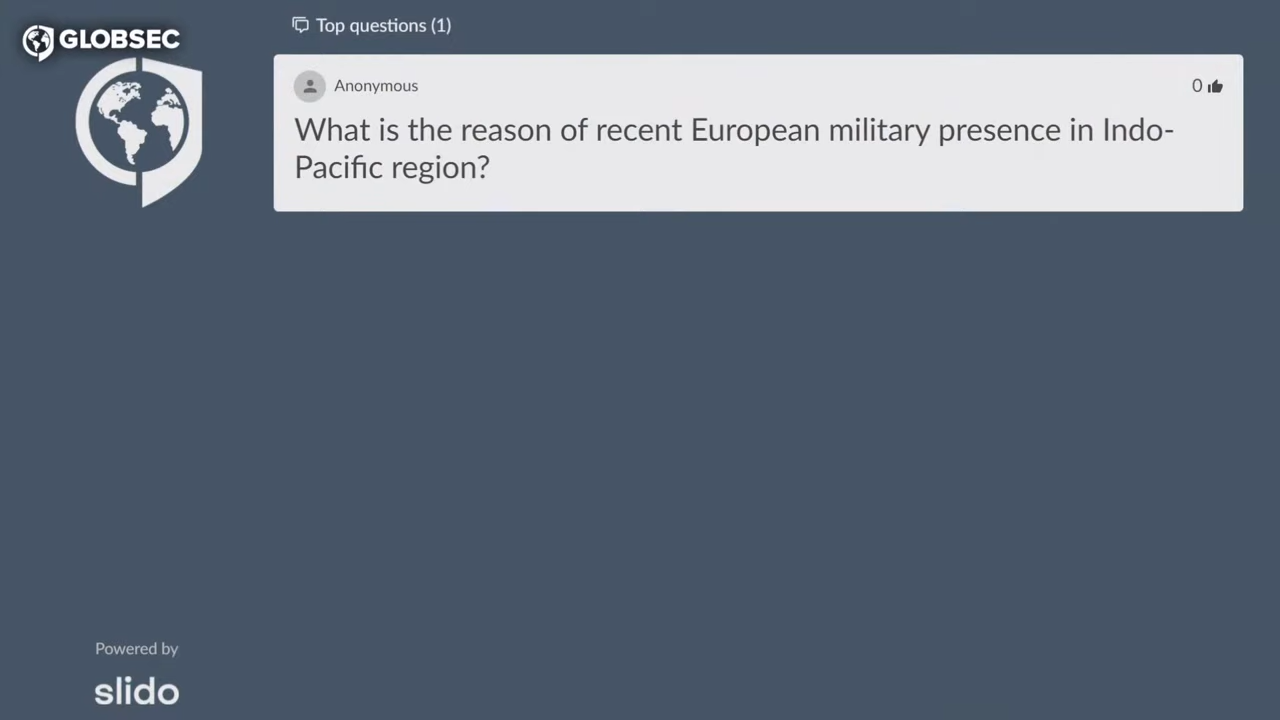 GLOBSEC
Top questions (1)
Anonymous
0
What is the reason of recent European military presence in Indo-
Pacific region?
Powered by
slido